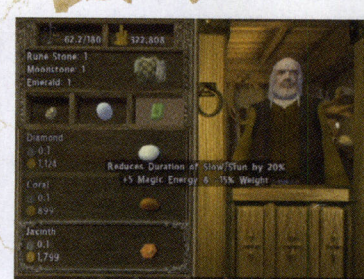 62.2/180 322,808
Rune Stone: 1
Moonstone: 1
Emerald: 1
Diamond
0.1
1,124
Reduces Duration of Slow/Stun by 20%
+5 Magic Energy & -15% Weight
Coral
0.1
899
Jacinth
0.1
1,799